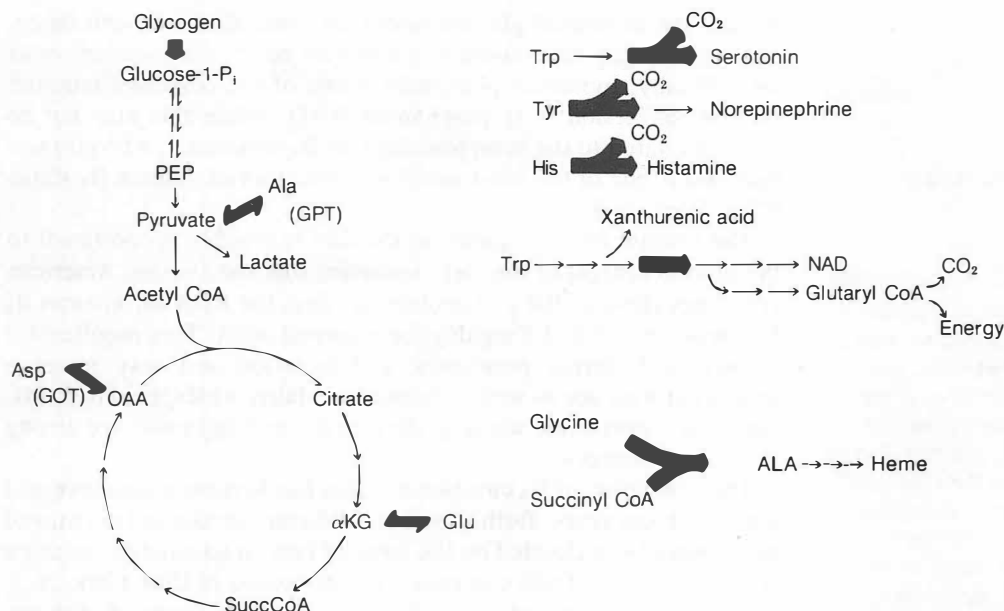 Glycogen
Glucose-1-Pi
PEP
Ala
Pyruvate
(GPT)
Lactate
Acetyl CoA
Asp
(GOT)
OAA
Citrate
αKG
Glu
SuccCoA
CO2
Trp
Serotonin
CO2
Tyr
Norepinephrine
CO2
His
Histamine
Xanthurenic acid
Trp
NAD
Glutaryl CoA
CO2
Energy
Glycine
Succinyl CoA
ALA
Heme